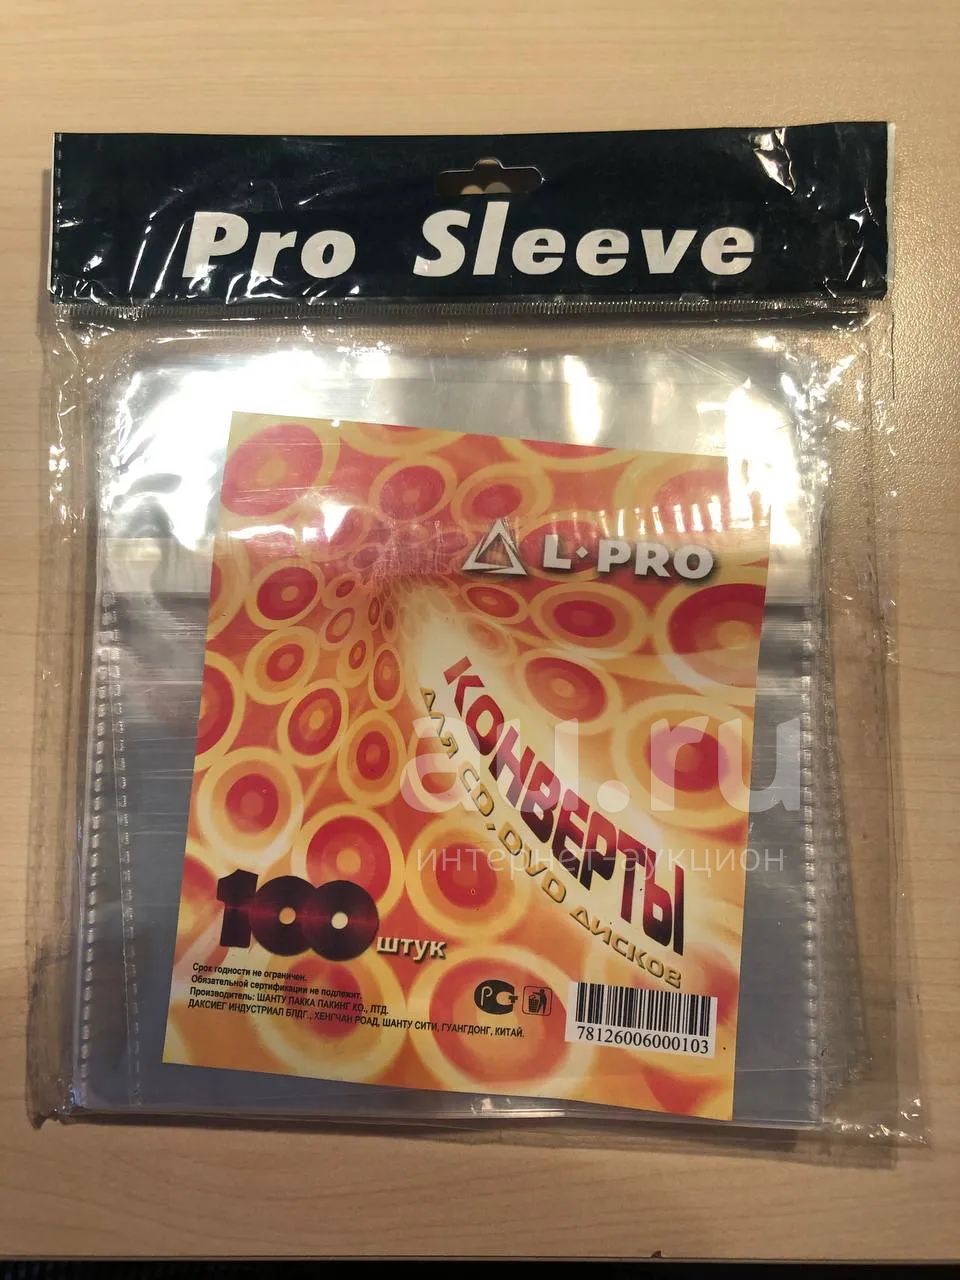 Pro Sleeve
L·PRO
КОНВЕРТЫ
ДЛЯ CD, DVD ДИСКОВ
au.ru
интернет-аукцион
100 штук
Срок годности не ограничен.
Обязательной сертификации не подлежит.
Производитель: ШАНТУ ПАККА ПАКИНГ КО., ЛТД.
ДАКСИЕГ ИНДУСТРИАЛ БЛДГ., ХЕНГЧАН РОАД, ШАНТУ СИТИ, ГУАНГДОНГ, КИТАЙ.
78126006000103